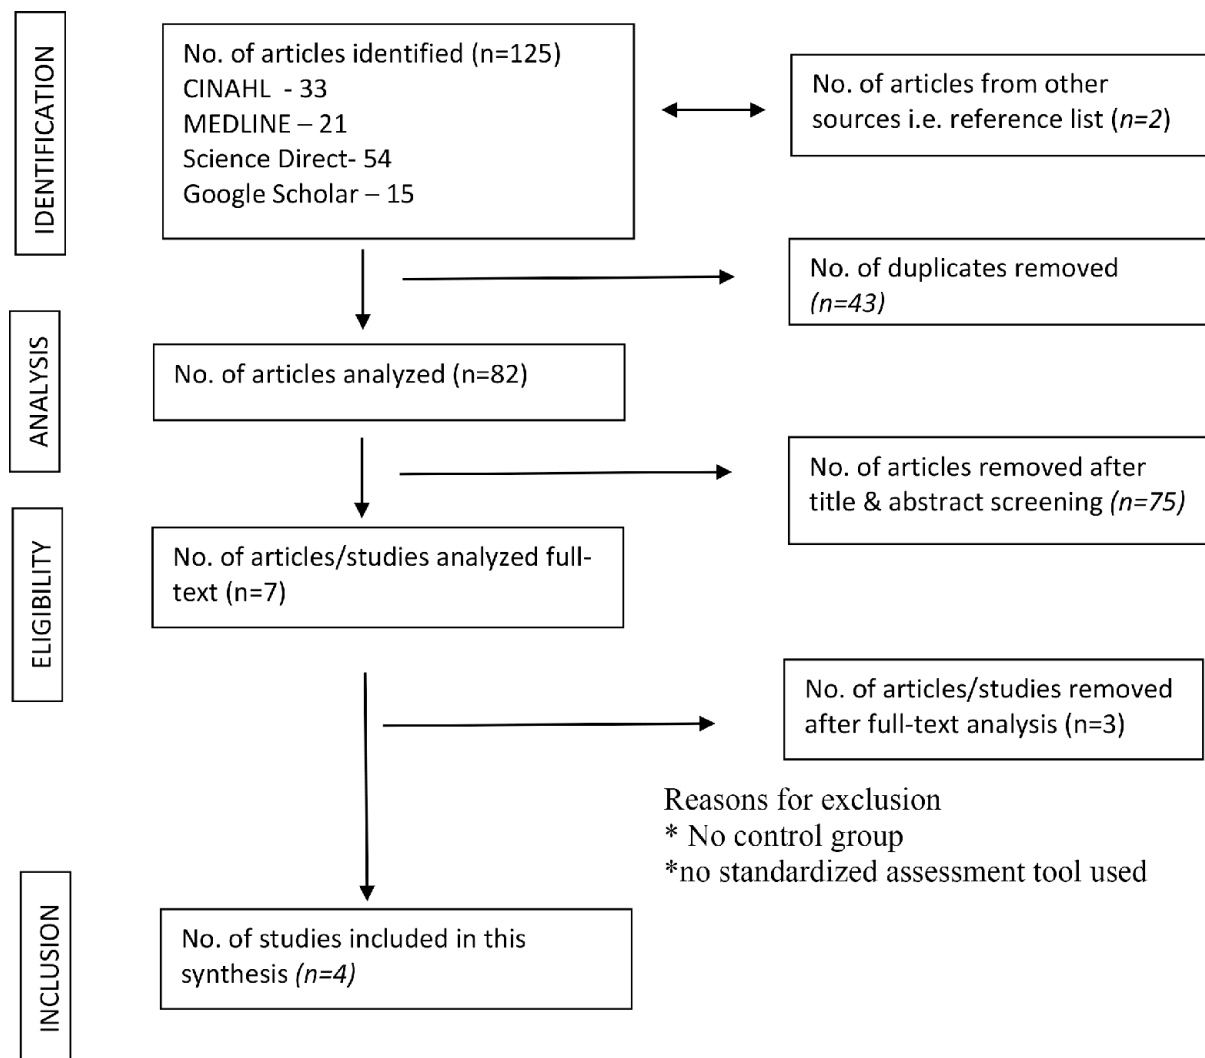 IDENTIFICATION
No. of articles identified (n=125)
CINAHL  - 33
MEDLINE – 21
Science Direct- 54
Google Scholar – 15
No. of articles from other
sources i.e. reference list (n=2)
No. of duplicates removed
(n=43)
ANALYSIS
No. of articles analyzed (n=82)
No. of articles removed after
title & abstract screening (n=75)
ELIGIBILITY
No. of articles/studies analyzed full-
text (n=7)
No. of articles/studies removed
after full-text analysis (n=3)
Reasons for exclusion
* No control group
*no standardized assessment tool used
INCLUSION
No. of studies included in this
synthesis (n=4)